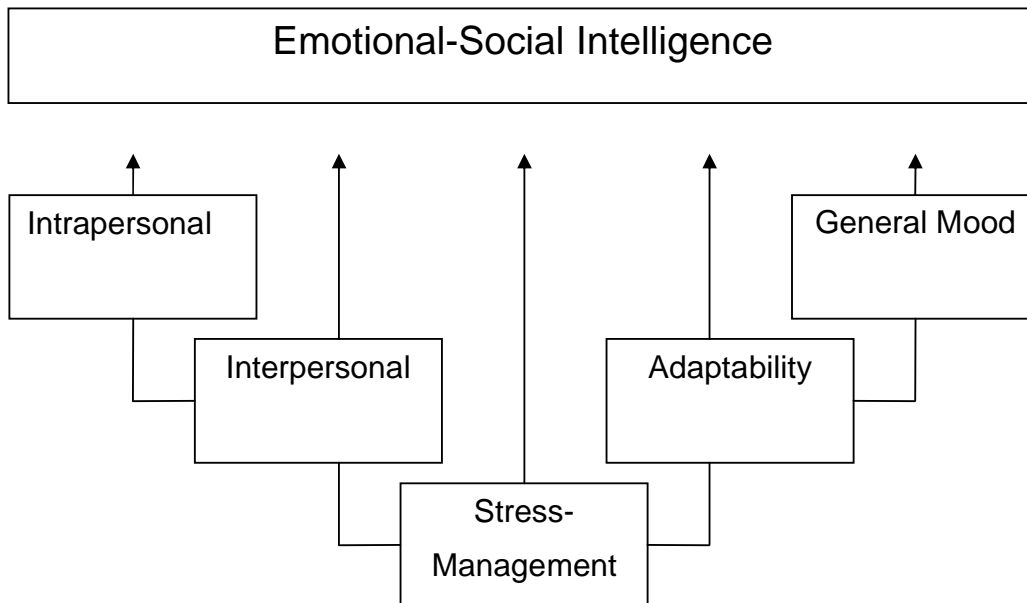 Emotional-Social Intelligence
Intrapersonal
General Mood
Interpersonal
Adaptability
Stress-
Management